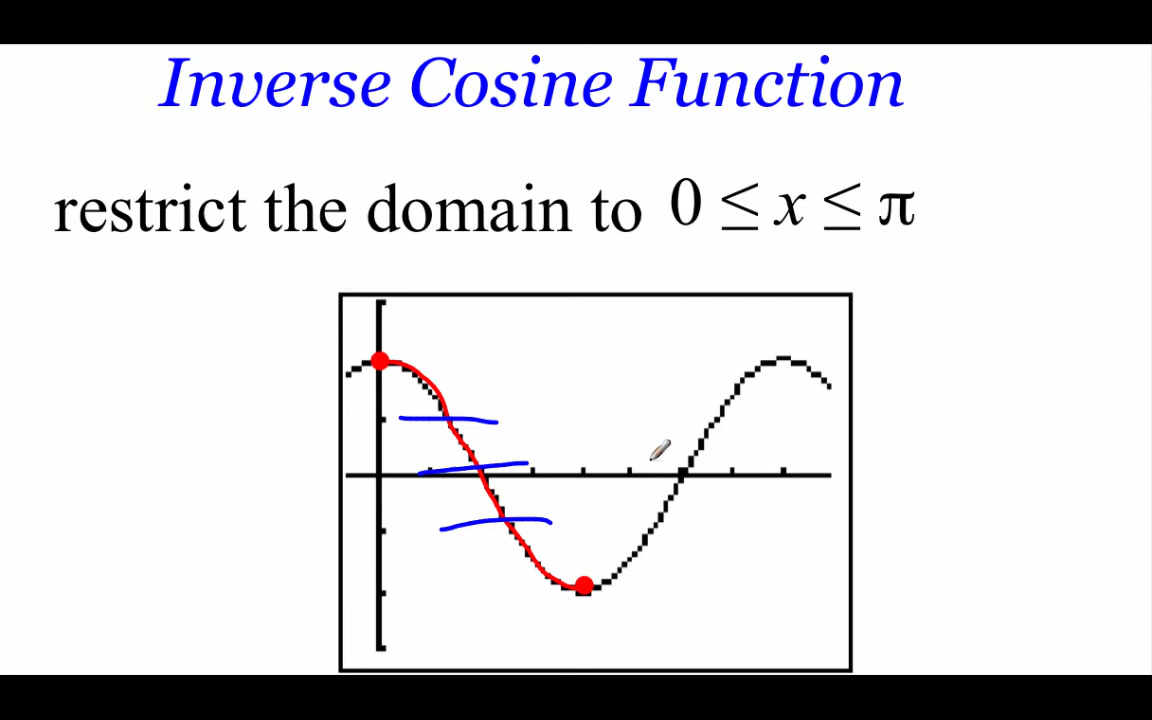 Inverse Cosine Function
restrict the domain to 0 ≤ x ≤ π